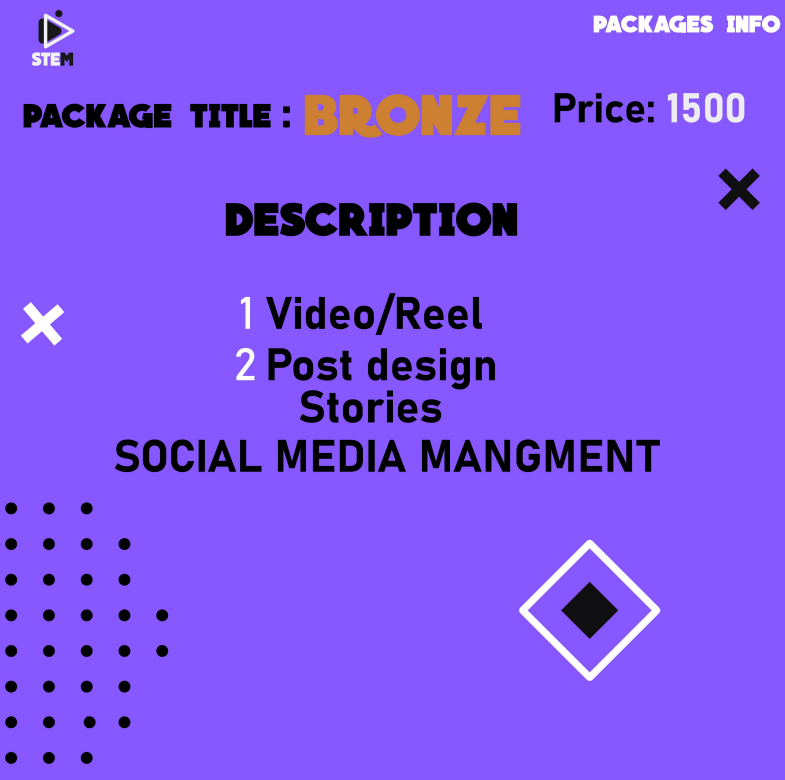 STEM
PACKAGES INFO
PACKAGE TITLE : BRONZE
Price: 1500
DESCRIPTION
1 Video/Reel
2 Post design
Stories
SOCIAL MEDIA MANGMENT